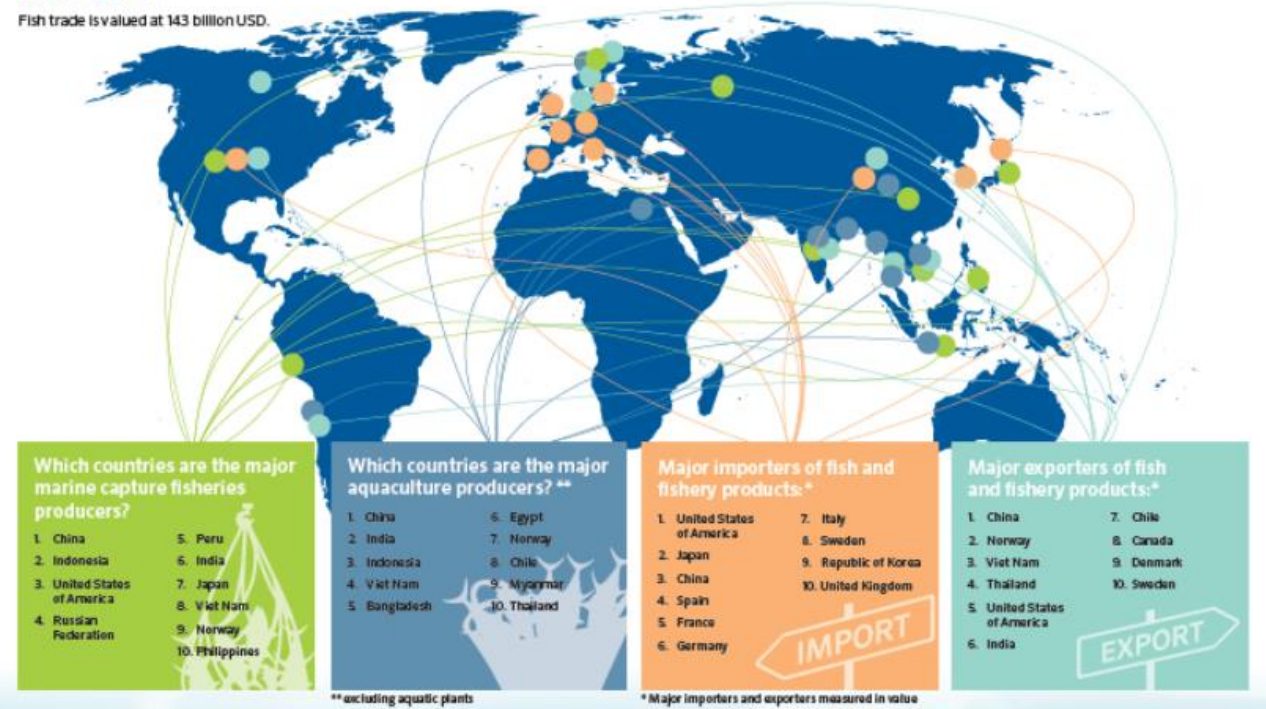 Fish trade is valued at 143 billion USD.
Which countries are the major
marine capture fisheries
producers?
1. China
2. Indonesia
3. United States
of America
4. Russian
Federation
5. Peru
6. India
7. Japan
8. Viet Nam
9. Norway
10. Philippines
Which countries are the major
aquaculture producers? **
1. China
2. India
3. Indonesia
4. Viet Nam
5. Bangladesh
6. Egypt
7. Norway
8. Chile
9. Myanmar
10. Thailand
Major importers of fish and
fishery products:*
1. United States
of America
2. Japan
3. China
4. Spain
5. France
6. Germany
7. Italy
8. Sweden
9. Republic of Korea
10. United Kingdom
IMPORT
Major exporters of fish
and fishery products:*
1. China
2. Norway
3. Viet Nam
4. Thailand
5. United States
of America
6. India
7. Chile
8. Canada
9. Denmark
10. Sweden
EXPORT
** excluding aquatic plants
* Major importers and exporters measured in value